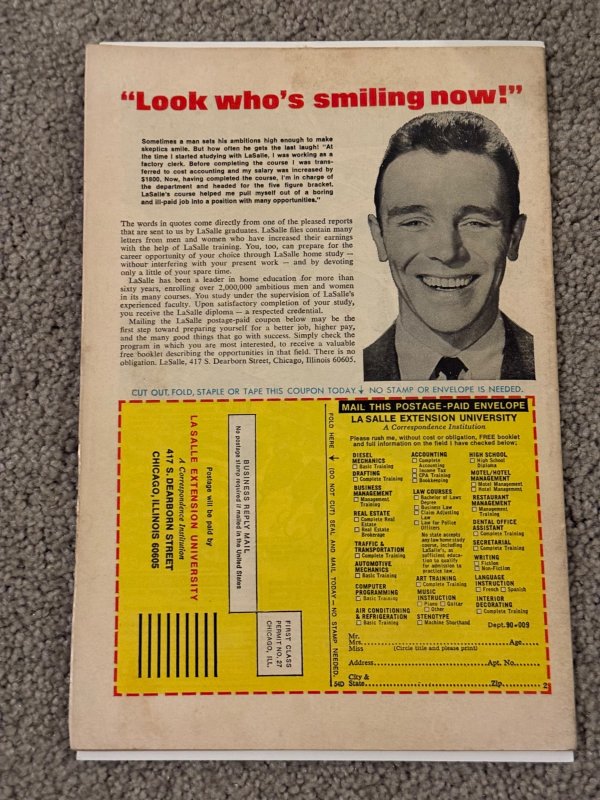 “Look who's smiling now!”
Sometimes a man sets his ambitions high enough to make
skeptics smile. But how often he gets the last laugh! "At
the time I started studying with LaSalle, I was working as a
factory clerk. Before completing the course I was trans-
ferred to cost accounting and my salary was increased by
$1800. Now, having completed the course, I'm in charge of
the department and headed for the five figure bracket.
LaSalle's course helped me pull myself out of a boring
and ill-paid job into a position with many opportunities."
The words in quotes come directly from one of the pleased reports
that are sent to us by LaSalle graduates. LaSalle files contain many
letters from men and women who have increased their earnings
with the help of LaSalle training. You, too, can prepare for the
career opportunity of your choice through LaSalle home study —
without interfering with your present work — and by devoting
only a little of your spare time.
LaSalle has been a leader in home education for more than
sixty years, enrolling over 2,000,000 ambitious men and women
in its many courses. You study under the supervision of LaSalle's
experienced faculty. Upon satisfactory completion of your study,
you receive the LaSalle diploma — a respected credential.
Mailing the LaSalle postage-paid coupon below may be the
first step toward preparing yourself for a better job, higher pay,
and the many good things that go with success. Simply check the
program in which you are most interested, to receive a valuable
free booklet describing the opportunities in that field. There is no
obligation. LaSalle, 417 S. Dearborn Street, Chicago, Illinois 60605.
CUT OUT, FOLD, STAPLE OR TAPE THIS COUPON TODAY ↓ NO STAMP OR ENVELOPE IS NEEDED.
FIRST CLASS
PERMIT NO. 27
CHICAGO, ILL.
BUSINESS REPLY MAIL
No postage stamp required if mailed in the United States
Postage will be paid by
LA SALLE EXTENSION UNIVERSITY
A Correspondence Institution
417 S. DEARBORN STREET
CHICAGO, ILLINOIS 60605
FOLD HERE ↓ (DO NOT CUT) SEAL AND MAIL TODAY — NO STAMP NEEDED.
MAIL THIS POSTAGE-PAID ENVELOPE
LA SALLE EXTENSION UNIVERSITY
A Correspondence Institution
Please rush me, without cost or obligation, FREE booklet
and full information on the field I have checked below:
DIESEL
MECHANICS
☐ Basic Training
DRAFTING
☐ Complete Training
BUSINESS
MANAGEMENT
☐ Management
Training
REAL ESTATE
☐ Complete Real
Estate
☐ Real Estate
Brokerage
TRAFFIC &
TRANSPORTATION
☐ Complete Training
AUTOMOTIVE
MECHANICS
☐ Basic Training
COMPUTER
PROGRAMMING
☐ Basic Training
AIR CONDITIONING
& REFRIGERATION
☐ Basic Training
ACCOUNTING
☐ Complete
Accounting
☐ Income Tax
☐ CPA Training
☐ Bookkeeping
LAW COURSES
☐ Bachelor of Laws
Degree
☐ Business Law
☐ Claim Adjusting
Law
☐ Law for Police
Officers
No state accepts
any law home study
course, including
LaSalle's, as
sufficient educa-
tion to qualify
for admission to
practice law.
ART TRAINING
☐ Complete Training
MUSIC
INSTRUCTION
☐ Piano ☐ Guitar
☐ Other
STENOTYPE
☐ Machine Shorthand
HIGH SCHOOL
☐ High School
Diploma
MOTEL/HOTEL
MANAGEMENT
☐ Motel Management
☐ Hotel Management
RESTAURANT
MANAGEMENT
☐ Management
Training
DENTAL OFFICE
ASSISTANT
☐ Complete Training
SECRETARIAL
☐ Complete Training
WRITING
☐ Fiction
☐ Non-Fiction
LANGUAGE
INSTRUCTION
☐ French ☐ Spanish
INTERIOR
DECORATING
☐ Complete Training
Dept. 90-009
Mr.
Mrs. Age
Miss (Circle title and please print)
Address Apt. No.
City &
State Zip
54D 2